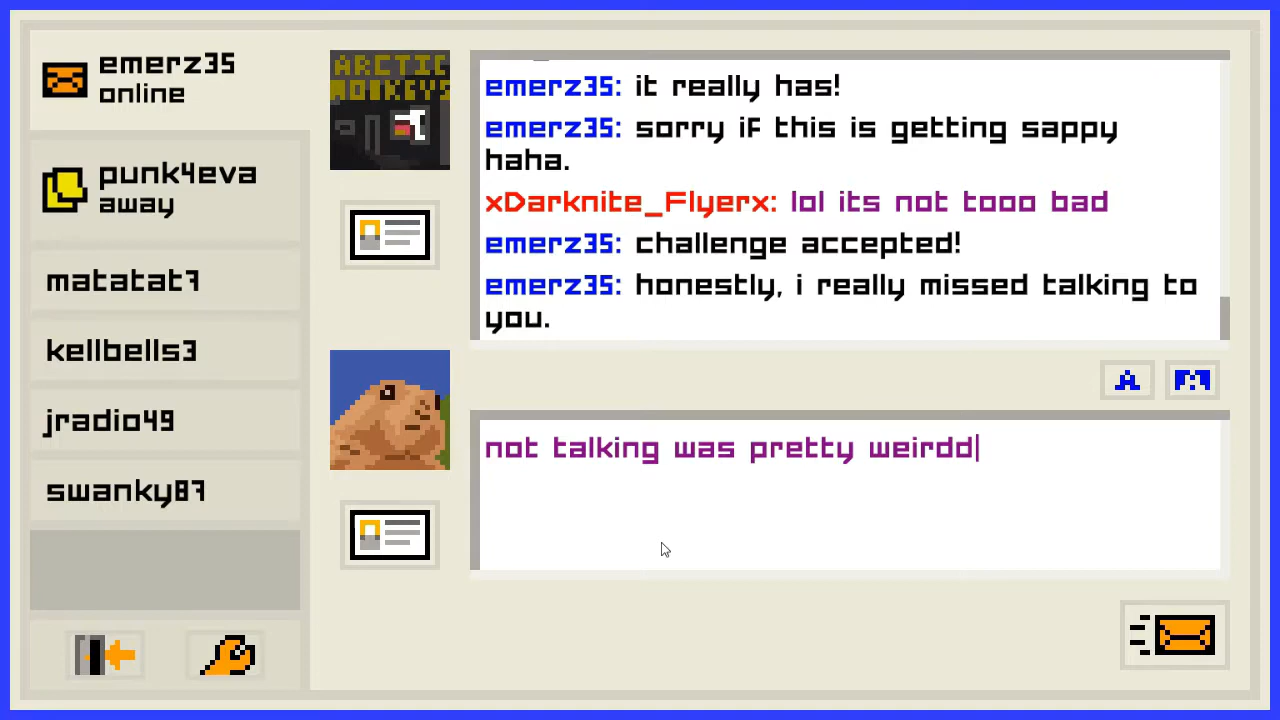 emerz35
online
punk4eva
away
matatat7
kellbells3
jradio49
swanky87
ARCTIC
MONKEYS
emerz35: it really has!
emerz35: sorry if this is getting sappy
haha.
xDarknite_Flyerx: lol its not tooo bad
emerz35: challenge accepted!
emerz35: honestly, i really missed talking to
you.
A
not talking was pretty weirdd